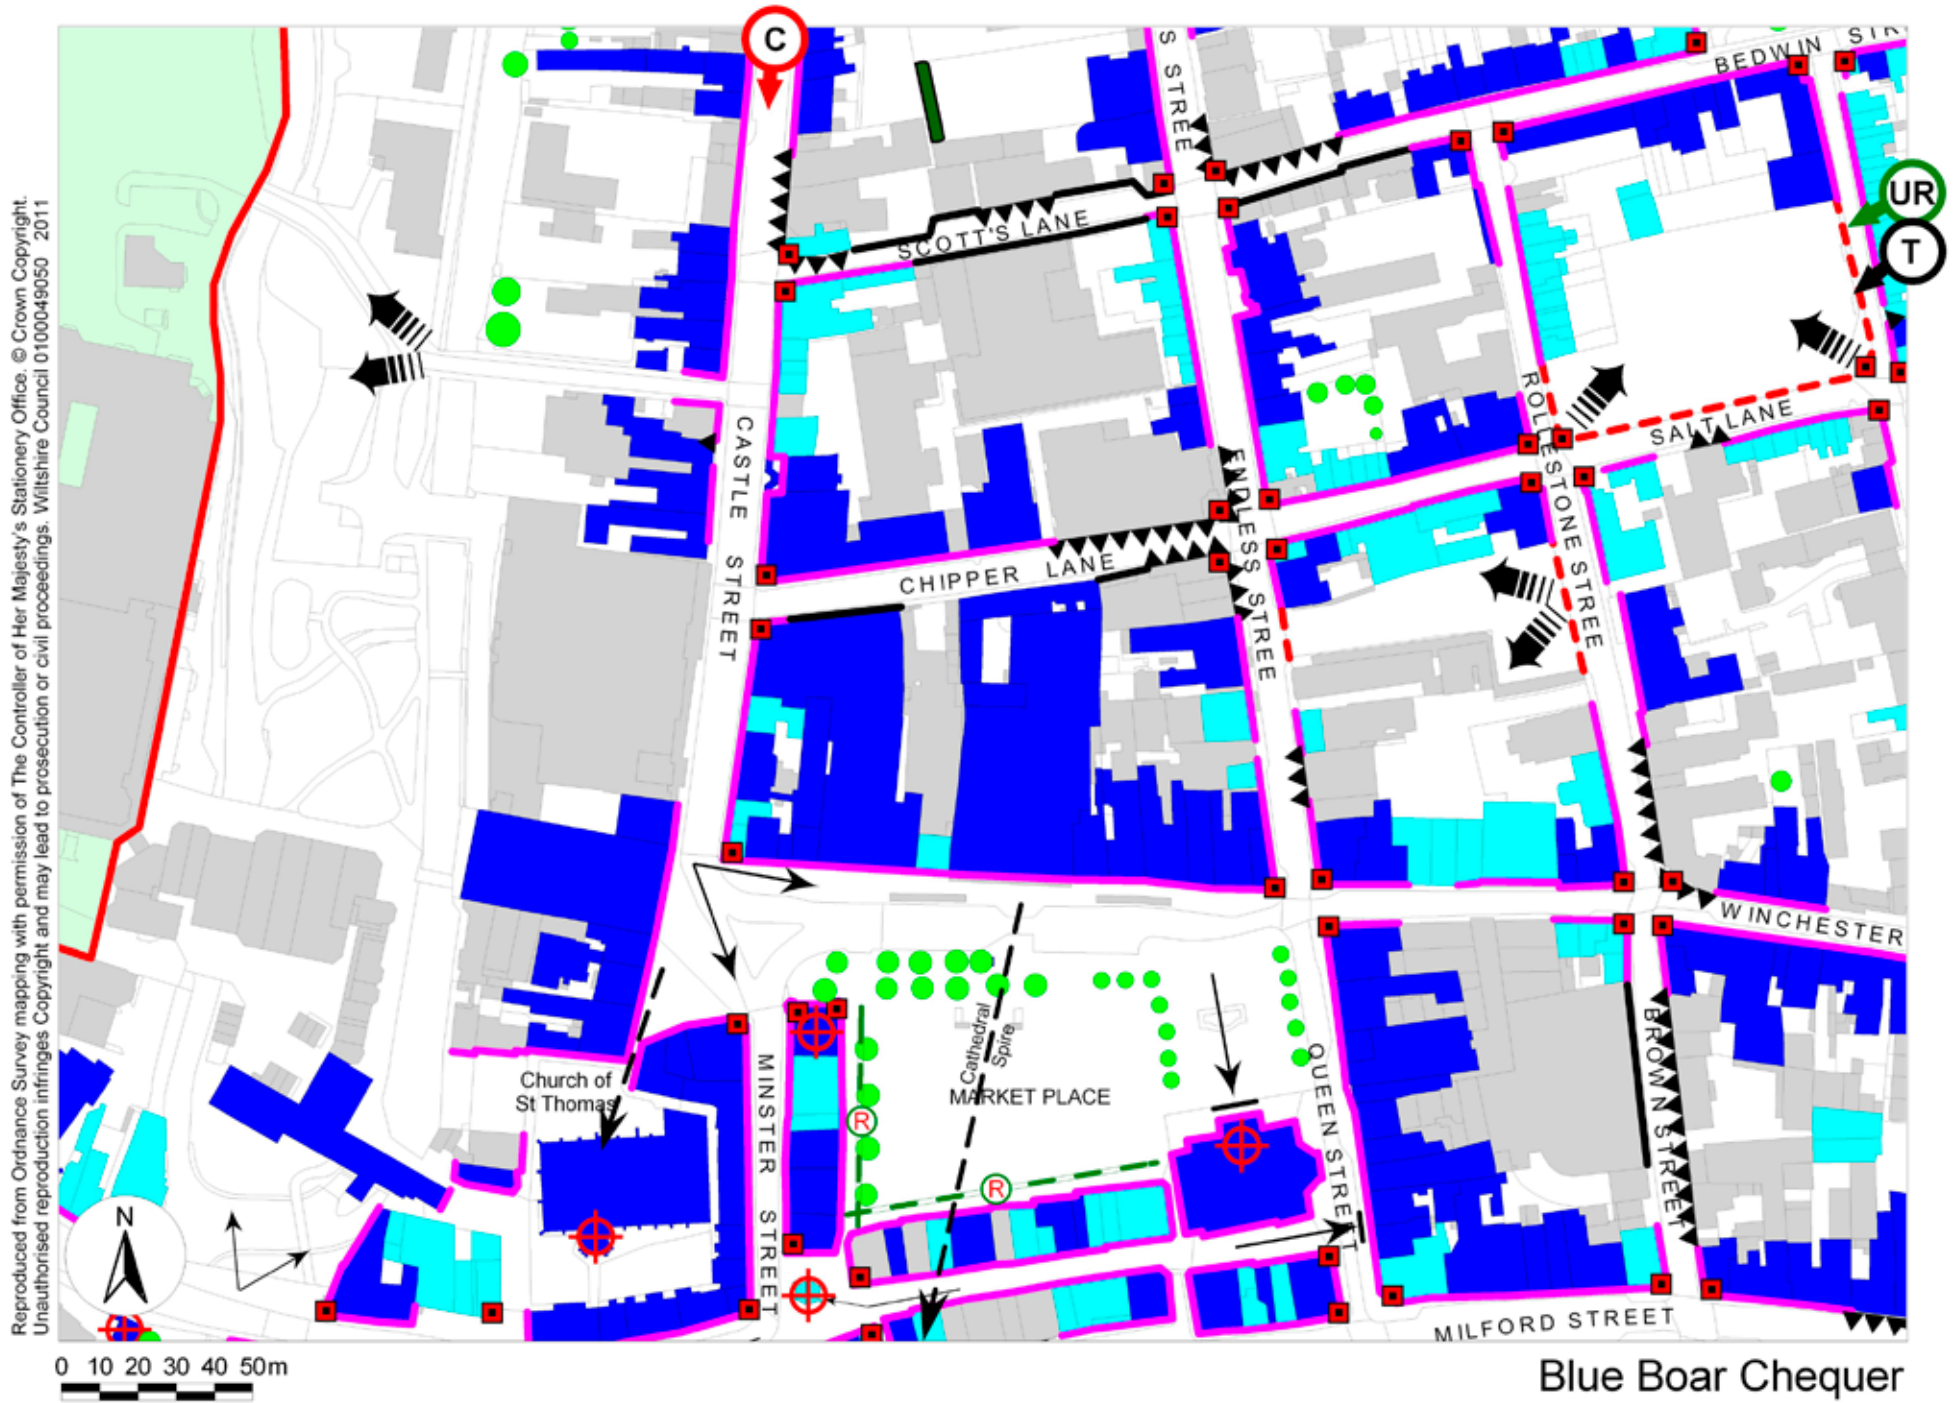 C
S STREE
BEDWIN STR
UR
T
SCOTT'S LANE
CASTLE STREET
ROLLESTONE STREE
SALT LANE
ENDLESS STREE
CHIPPER LANE
WINCHESTER
Church of
St Thomas
Cathedral
Spire
MARKET PLACE
R
R
MINSTER STREET
QUEEN STREET
BROWN STREET
MILFORD STREET
N
Reproduced from Ordnance Survey mapping with permission of The Controller of Her Majesty's Stationery Office. © Crown Copyright.
Unauthorised reproduction infringes Copyright and may lead to prosecution or civil proceedings. Wiltshire Council 0100049050 2011
0 10 20 30 40 50m
Blue Boar Chequer